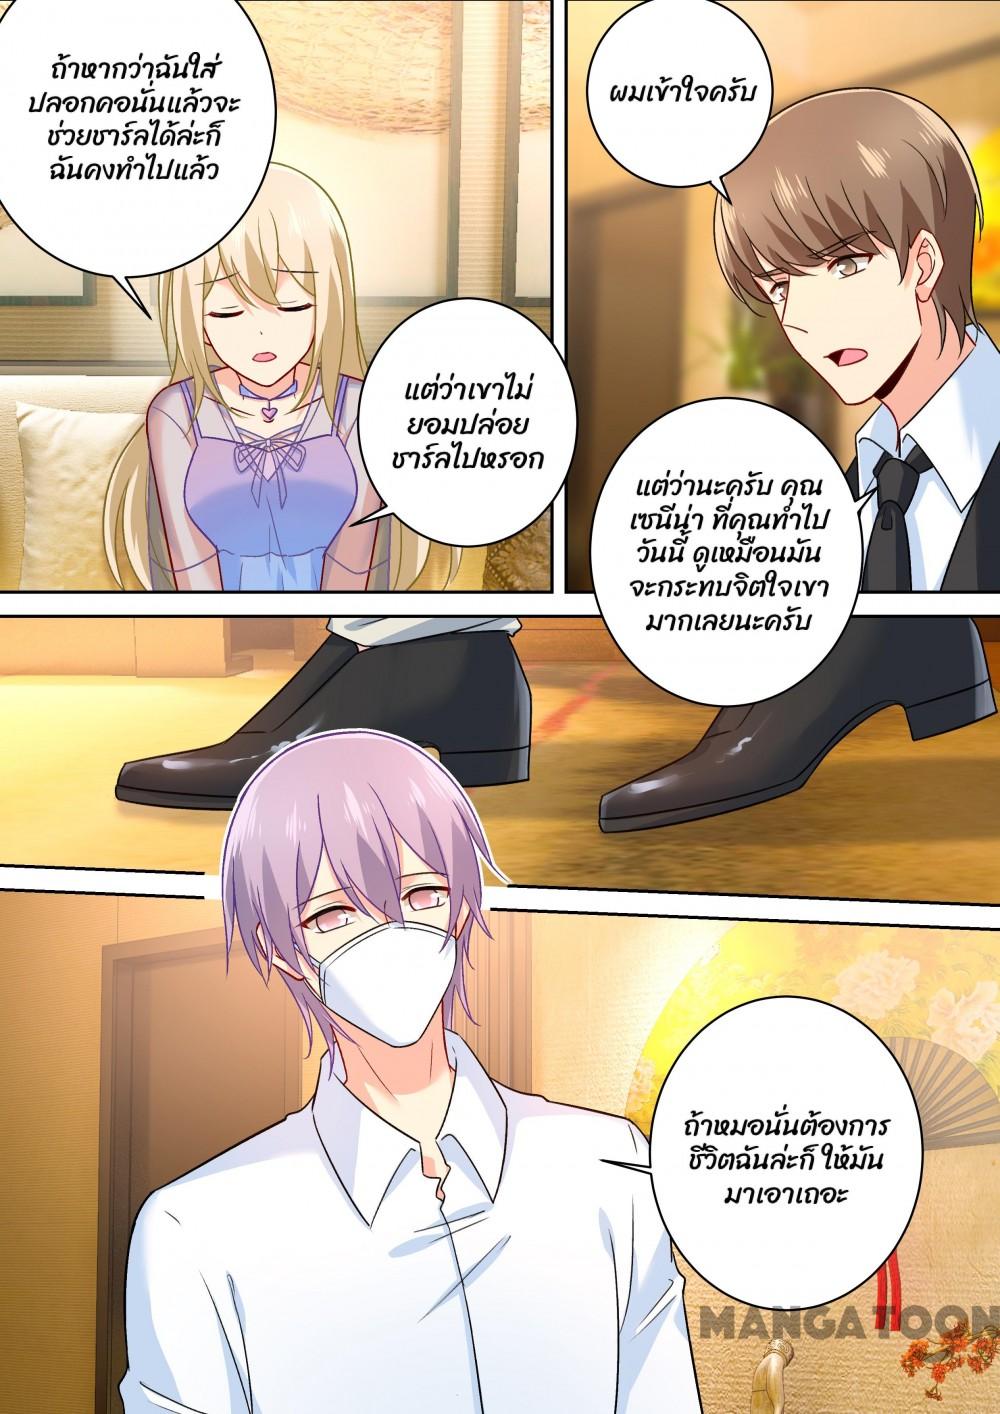 ถ้าหากว่าฉันใส่
ปลอกคอนั่นแล้วจะ
ช่วยชาร์ลได้ล่ะก็
ฉันคงทำไปแล้ว
แต่ว่าเขาไม่
ยอมปล่อย
ชาร์ลไปหรอก
ผมเข้าใจครับ
แต่ว่านะครับ คุณ
เซนีน่า ที่คุณทำไป
วันนี้ ดูเหมือนมัน
จะกระทบจิตใจเขา
มากเลยนะครับ
ถ้าหมอนั่นต้องการ
ชีวิตฉันล่ะก็ ให้มัน
มาเอาเถอะ
MANGATOON